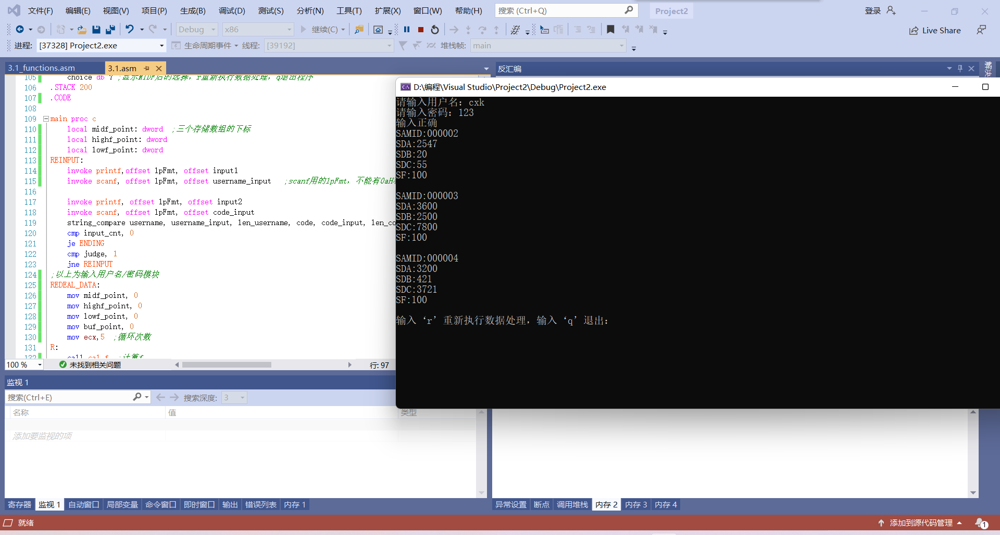 文件(F) 编辑(E) 视图(V) 项目(P) 生成(B) 调试(D) 测试(S) 分析(N) 工具(T) 扩展(X) 窗口(W) 帮助(H) 搜索 (Ctrl+Q) Project2 登录
Debug x86 继续(C) Live Share
进程: [37328] Project2.exe 生命周期事件 线程: [39192] 堆栈帧: main
3.1_functions.asm 3.1.asm 反汇编
105 choice db ? ;显示MIDF后的选择, r重新执行数据处理, q退出程序
106 .STACK 200
107 .CODE
108
109 main proc c
110 local midf_point: dword ;三个存储数组的下标
111 local highf_point: dword
112 local lowf_point: dword
113 REINPUT:
114 invoke printf,offset lpFmt, offset input1
115 invoke scanf, offset lpFmt, offset username_input ;scanf用的lpFmt, 不能有0aH
116
117 invoke printf, offset lpFmt, offset input2
118 invoke scanf, offset lpFmt, offset code_input
119 string_compare username, username_input, len_username, code, code_input, len_co
120 cmp input_cnt, 0
121 je ENDING
122 cmp judge, 1
123 jne REINPUT
124 ;以上为输入用户名/密码模块
125 REDEAL_DATA:
126 mov midf_point, 0
127 mov highf_point, 0
128 mov lowf_point, 0
129 mov buf_point, 0
130 mov ecx,5 ;循环次数
131 R:
132 call cal_f ;计算f
100 % 未找到相关问题 行: 97
D:\编程\Visual Studio\Project2\Debug\Project2.exe
请输入用户名: cxk
请输入密码: 123
输入正确
SAMID:000002
SDA:2547
SDB:20
SDC:55
SF:100
SAMID:000003
SDA:3600
SDB:2500
SDC:7800
SF:100
SAMID:000004
SDA:3200
SDB:421
SDC:3721
SF:100
输入‘r’重新执行数据处理, 输入‘q’退出:
解决
监视 1
搜索(Ctrl+E) 搜索深度: 3
名称 值 类型
添加要监视的项
寄存器 监视 1 自动窗口 局部变量 命令窗口 即时窗口 输出 错误列表 内存 1 异常设置 断点 调用堆栈 内存 2 内存 3 内存 4
就绪 添加到源代码管理 1